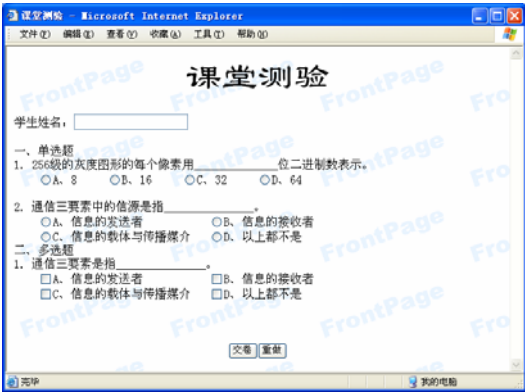 课堂测验 - Microsoft Internet Explorer
文件(F) 编辑(E) 查看(V) 收藏(A) 工具(T) 帮助(H)
课堂测验
学生姓名：
一、单选题
1. 256级的灰度图形的每个像素用____________位二进制数表示。
A、8 B、16 C、32 D、64
2. 通信三要素中的信源是指____________。
A、信息的发送者 B、信息的接收者
C、信息的载体与传播媒介 D、以上都不是
二、多选题
1. 通信三要素是指____________。
A、信息的发送者 B、信息的接收者
C、信息的载体与传播媒介 D、以上都不是
交卷 重做
完毕 我的电脑
FrontPage